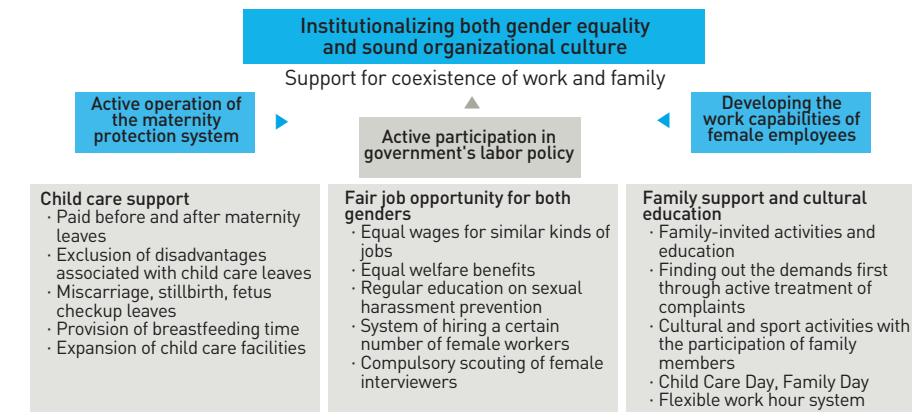 Institutionalizing both gender equality
and sound organizational culture
Support for coexistence of work and family
Active operation of
the maternity
protection system
Active participation in
government's labor policy
Developing the
work capabilities of
female employees
Child care support
· Paid before and after maternity
leaves
· Exclusion of disadvantages
associated with child care leaves
· Miscarriage, stillbirth, fetus
checkup leaves
· Provision of breastfeeding time
· Expansion of child care facilities
Fair job opportunity for both
genders
· Equal wages for similar kinds of
jobs
· Equal welfare benefits
· Regular education on sexual
harassment prevention
· System of hiring a certain
number of female workers
· Compulsory scouting of female
interviewers
Family support and cultural
education
· Family-invited activities and
education
· Finding out the demands first
through active treatment of
complaints
· Cultural and sport activities with
the participation of family
members
· Child Care Day, Family Day
· Flexible work hour system